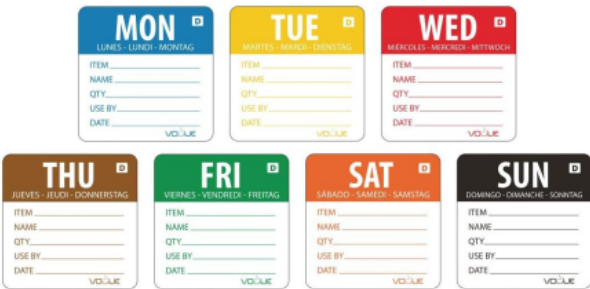 MON D
LUNES - LUNDI - MONTAG
ITEM
NAME
QTY
USE BY
DATE
VOGUE
TUE D
MARTES - MARDI - DIENSTAG
ITEM
NAME
QTY
USE BY
DATE
VOGUE
WED D
MIÉRCOLES - MERCREDI - MITTWOCH
ITEM
NAME
QTY
USE BY
DATE
VOGUE
THU D
JUEVES - JEUDI - DONNERSTAG
ITEM
NAME
QTY
USE BY
DATE
VOGUE
FRI D
VIERNES - VENDREDI - FREITAG
ITEM
NAME
QTY
USE BY
DATE
VOGUE
SAT D
SÁBADO - SAMEDI - SAMSTAG
ITEM
NAME
QTY
USE BY
DATE
VOGUE
SUN D
DOMINGO - DIMANCHE - SONNTAG
ITEM
NAME
QTY
USE BY
DATE
VOGUE